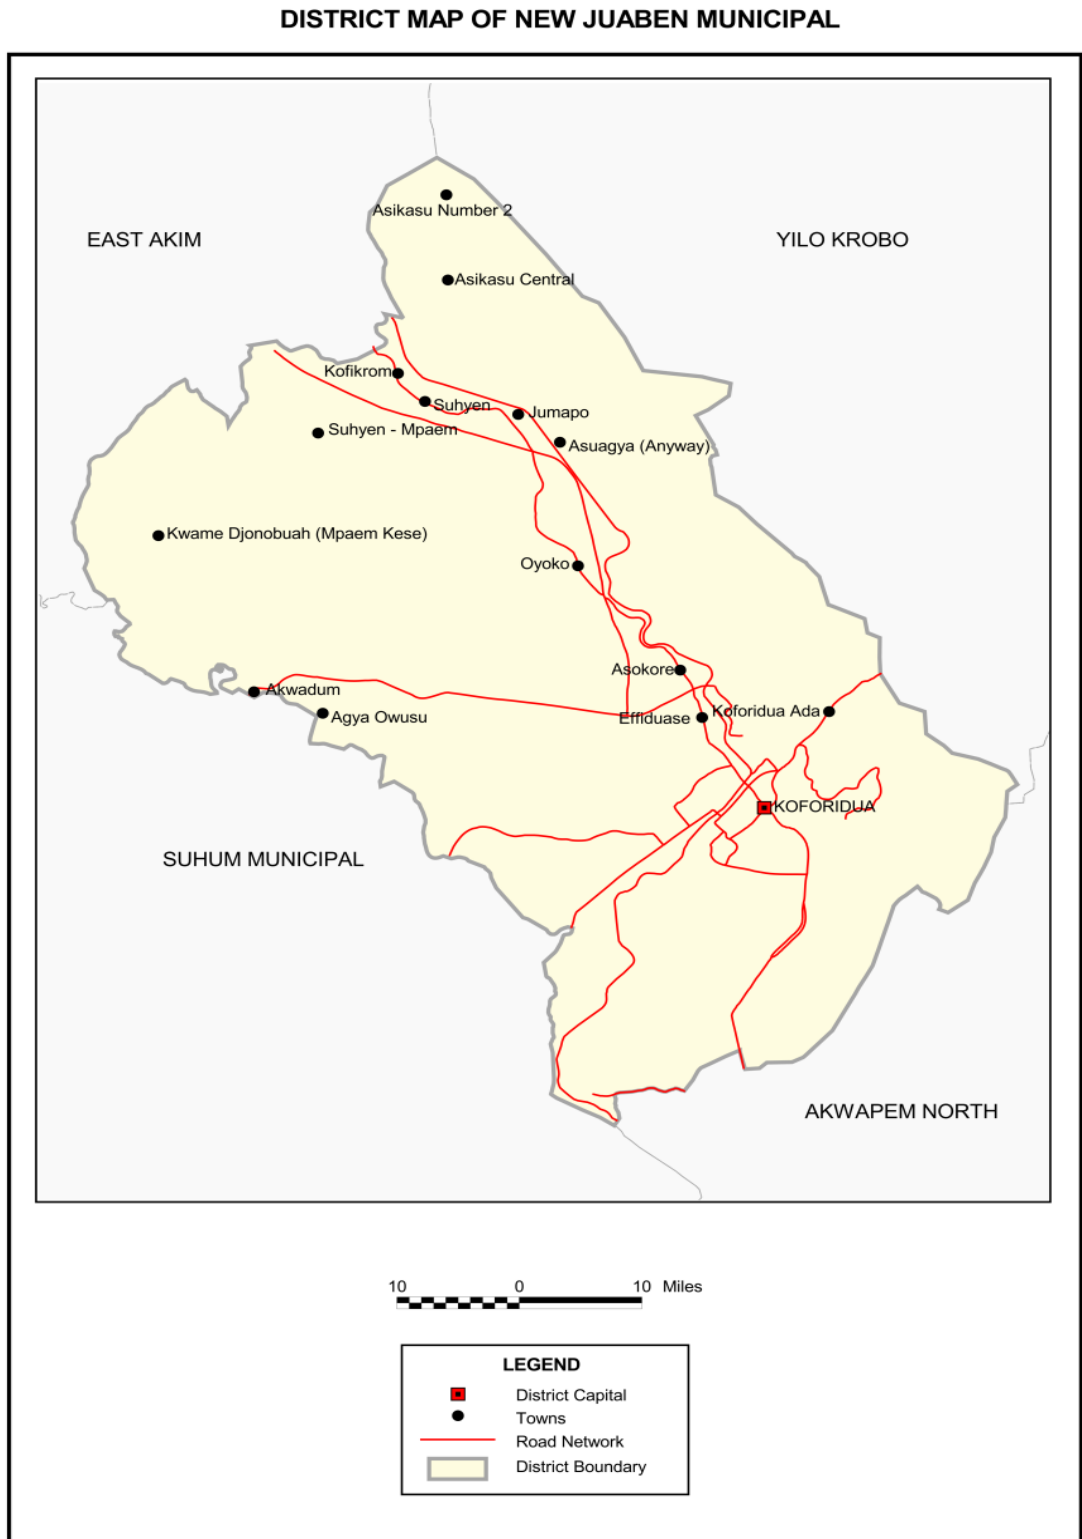 DISTRICT MAP OF NEW JUABEN MUNICIPAL
Asikasu Number 2
EAST AKIM
YILO KROBO
Asikasu Central
Kofikrom
Suhyen
Jumapo
Suhyen - Mpaem
Asuagya (Anyway)
Kwame Djonobuah (Mpaem Kese)
Oyoko
Asokore
Akwadum
Agya Owusu
Effiduase
Koforidua Ada
KOFORIDUA
SUHUM MUNICIPAL
AKWAPEM NORTH
10 0 10 Miles
LEGEND
District Capital
Towns
Road Network
District Boundary